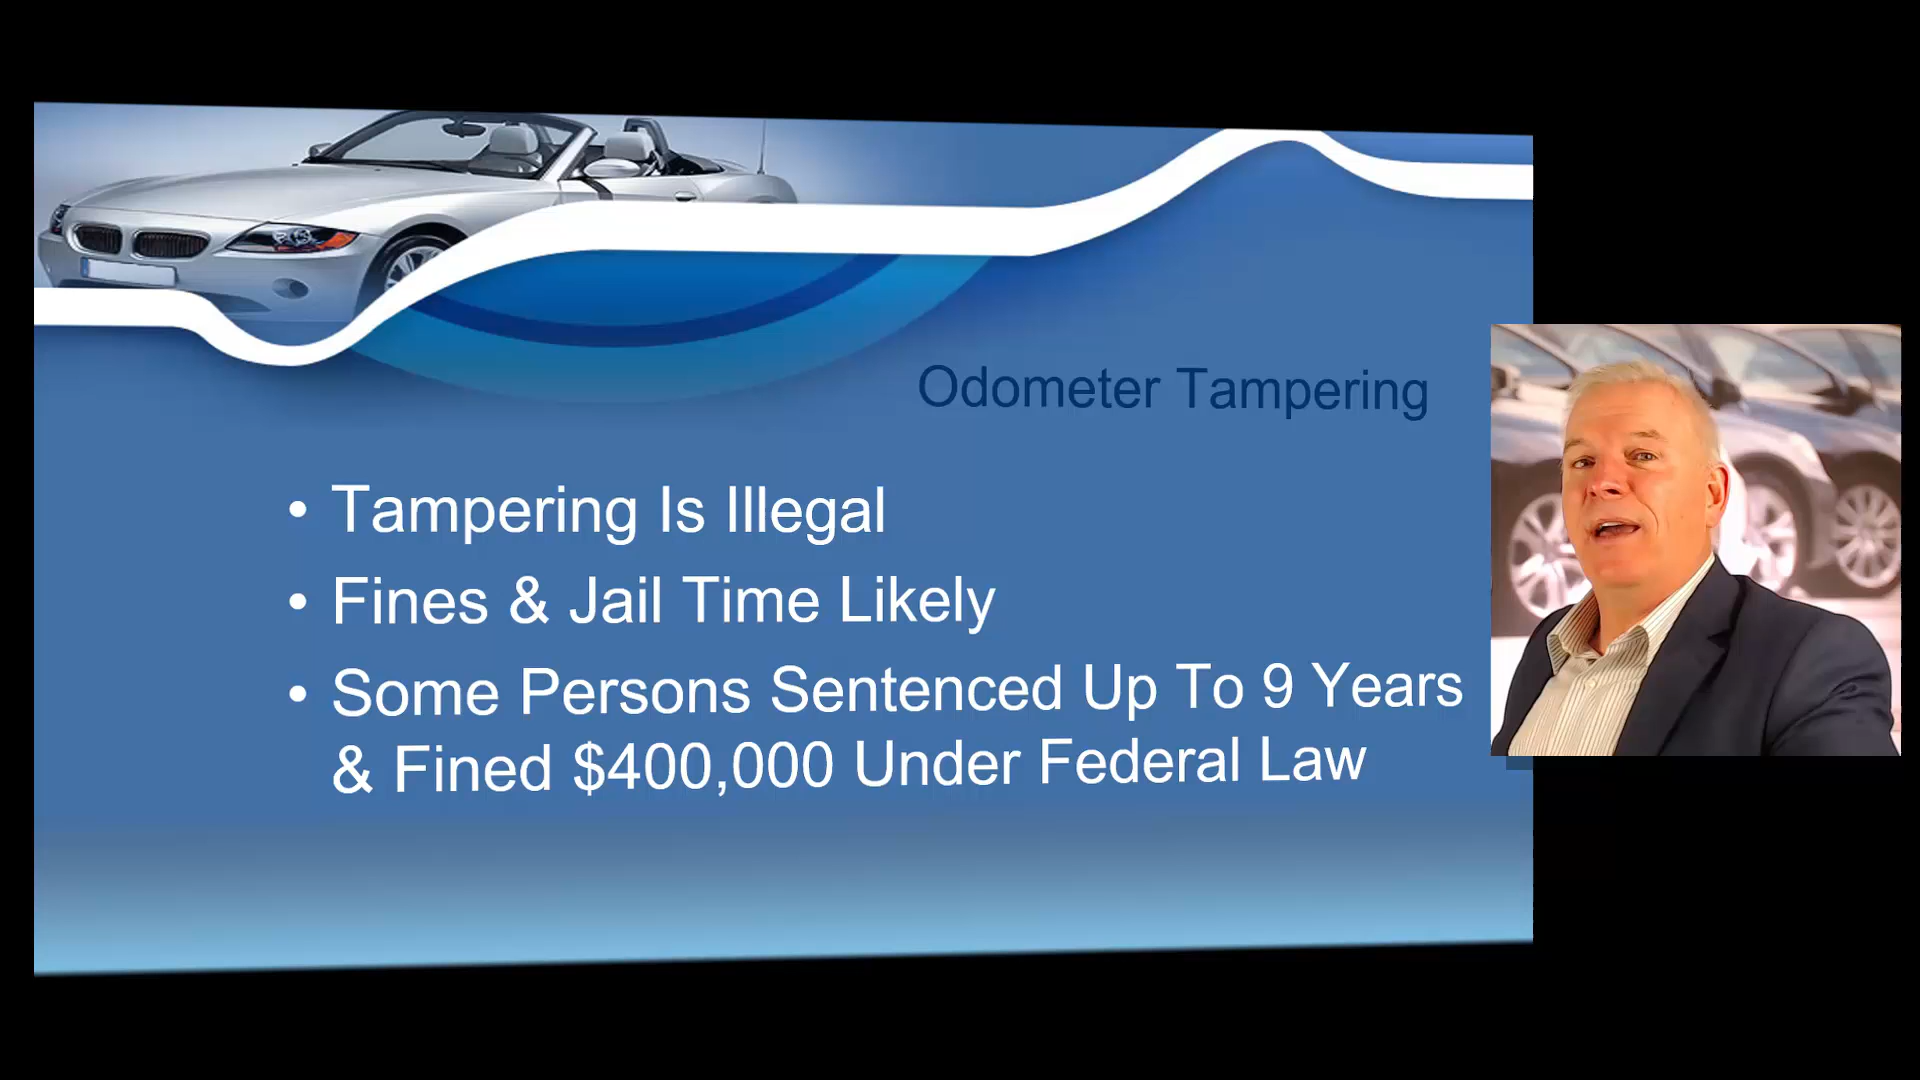 Odometer Tampering
• Tampering Is Illegal
• Fines & Jail Time Likely
• Some Persons Sentenced Up To 9 Years
& Fined $400,000 Under Federal Law